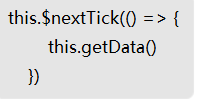 this.$nextTick(() => {
this.getData()
})